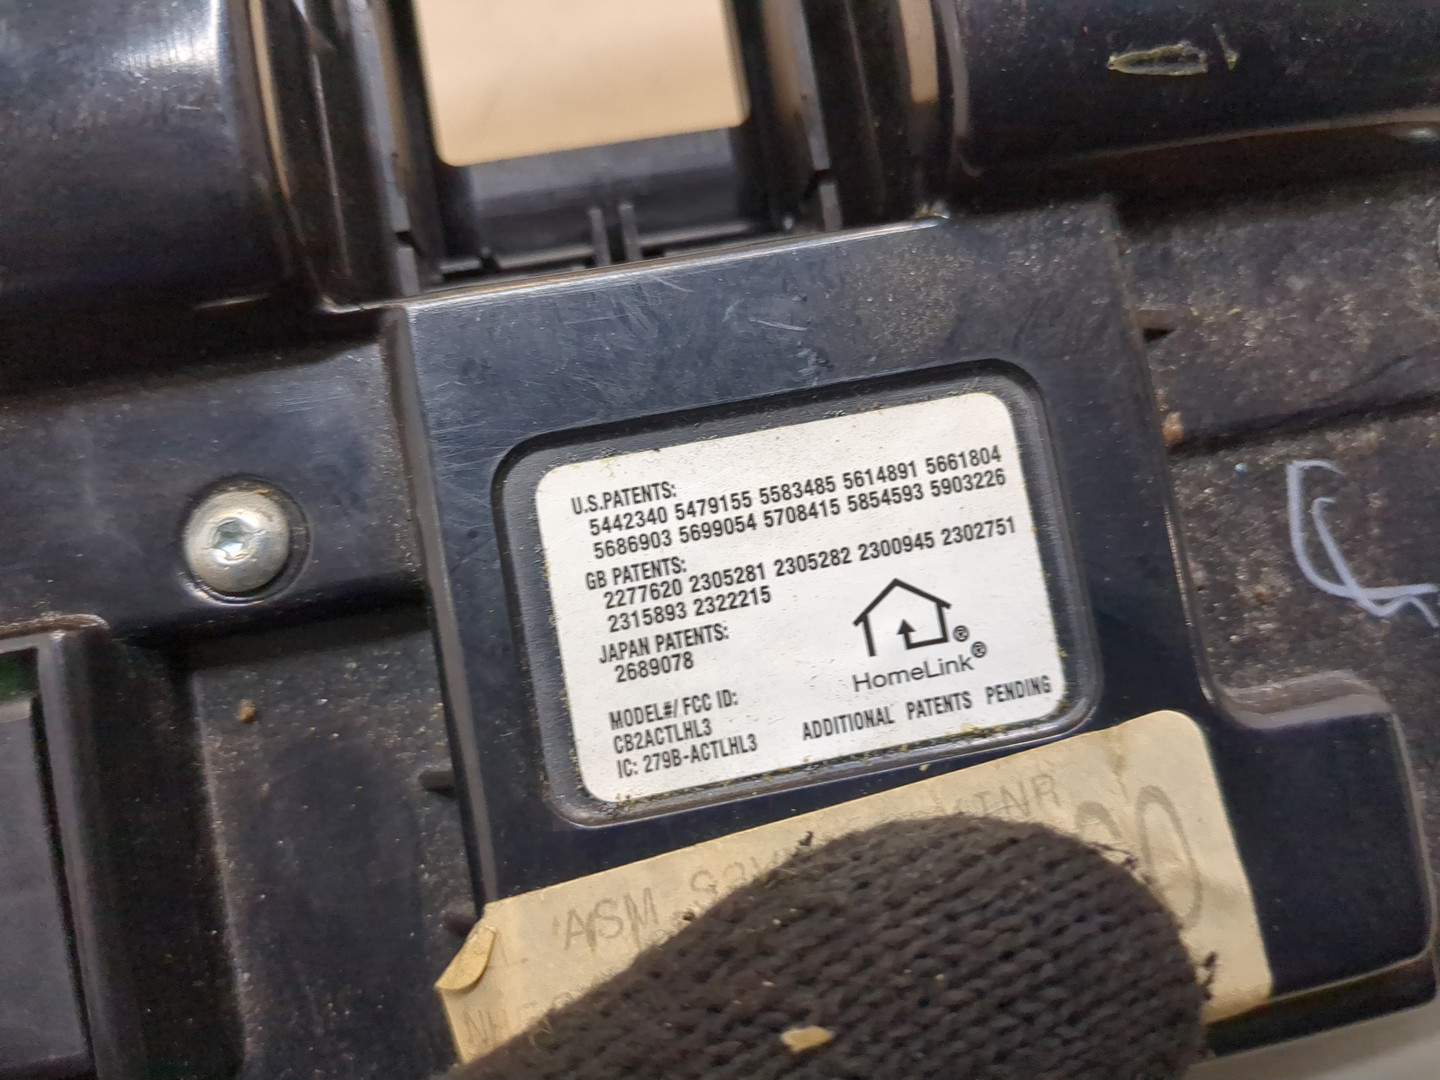 U.S.PATENTS:
5442340 5479155 5583485 5614891 5661804
5686903 5699054 5708415 5854593 5903226
GB PATENTS:
2277620 2305281 2305282 2300945 2302751
2315893 2322215
JAPAN PATENTS:
2689078
HomeLink®
MODEL#/ FCC ID:
CB2ACTLHL3
IC: 279B-ACTLHL3
ADDITIONAL PATENTS PENDING
ASM